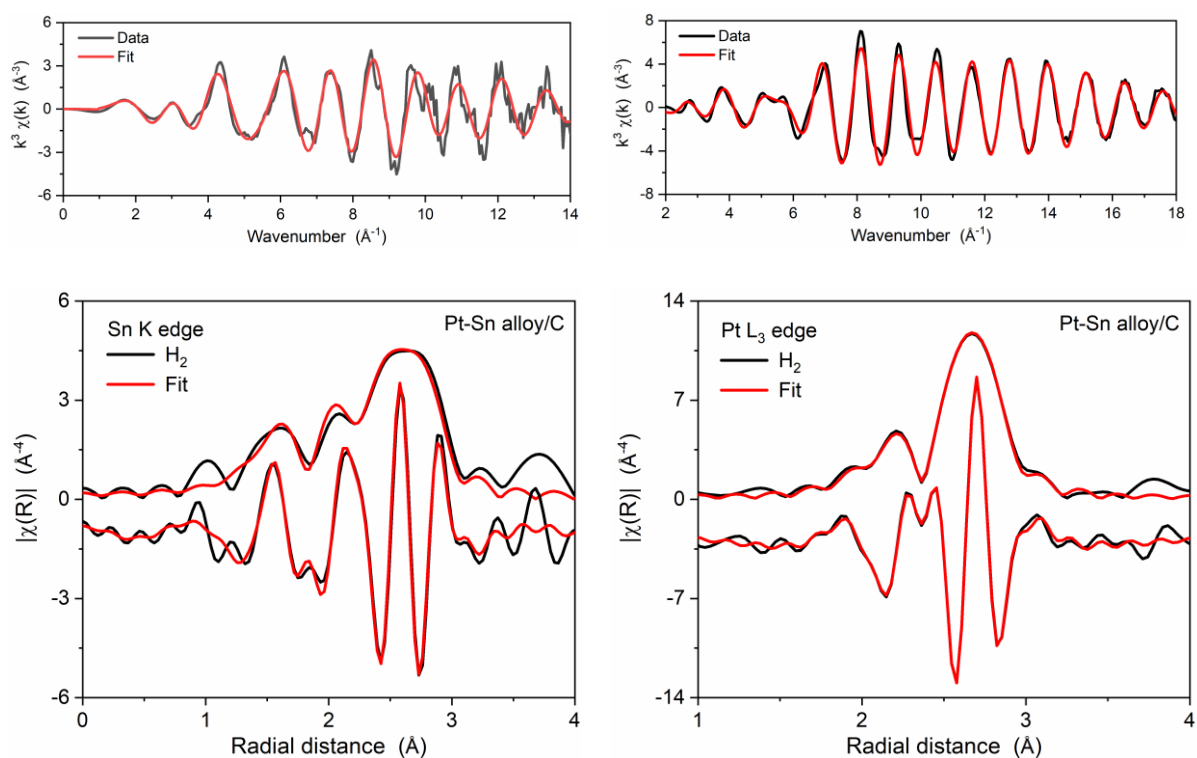 6
3
0
-3
-6
k³ χ(k) (Å⁻³)
Data
Fit
0 2 4 6 8 10 12 14
Wavenumber (Å⁻¹)
8
4
0
-4
-8
k³ χ(k) (Å⁻³)
Data
Fit
2 4 6 8 10 12 14 16 18
Wavenumber (Å⁻¹)
6
3
0
-3
-6
|χ(R)| (Å⁻⁴)
Sn K edge
H₂
Fit
Pt-Sn alloy/C
0 1 2 3 4
Radial distance (Å)
14
7
0
-7
-14
|χ(R)| (Å⁻⁴)
Pt L₃ edge
H₂
Fit
Pt-Sn alloy/C
1 2 3 4
Radial distance (Å)